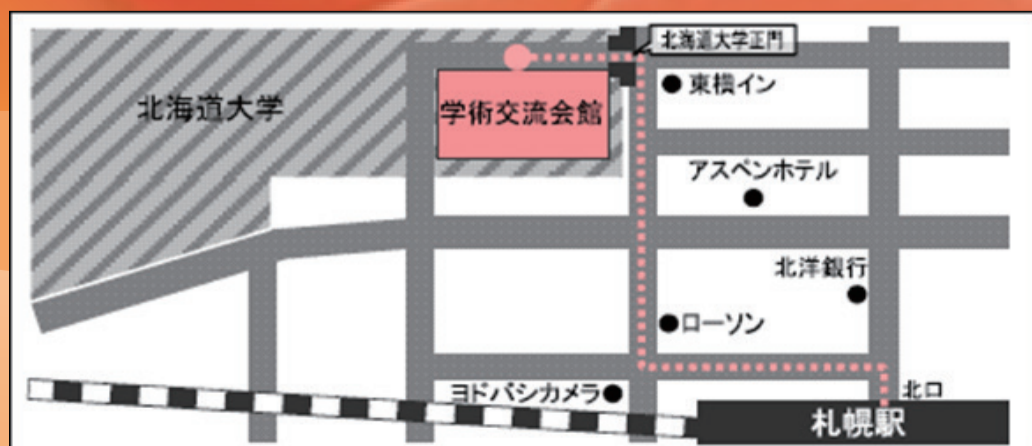 北海道大学正門
東横イン
北海道大学
学術交流会館
アスペンホテル
北洋銀行
ローソン
ヨドバシカメラ
北口
札幌駅